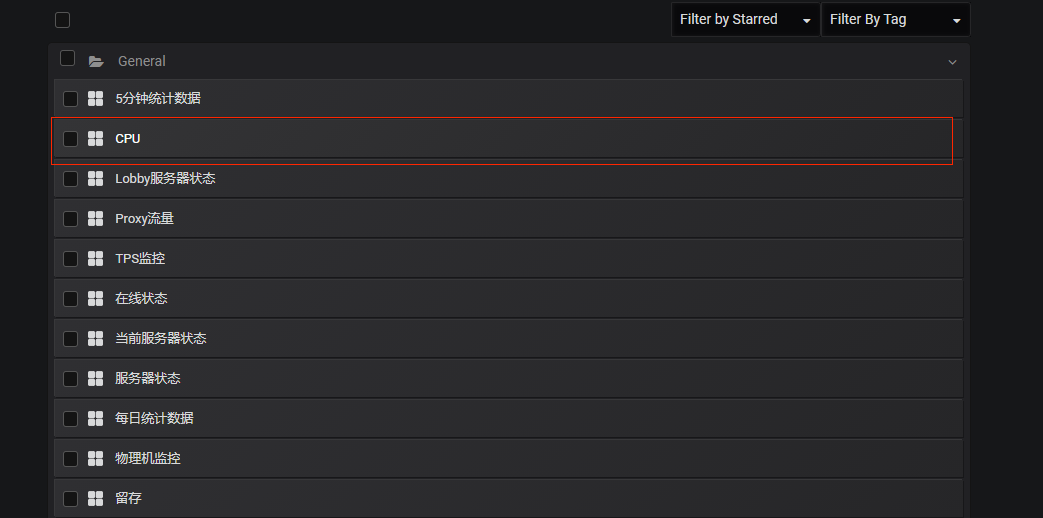 Filter by Starred Filter By Tag
General
5分钟统计数据
CPU
Lobby服务器状态
Proxy流量
TPS监控
在线状态
当前服务器状态
服务器状态
每日统计数据
物理机监控
留存